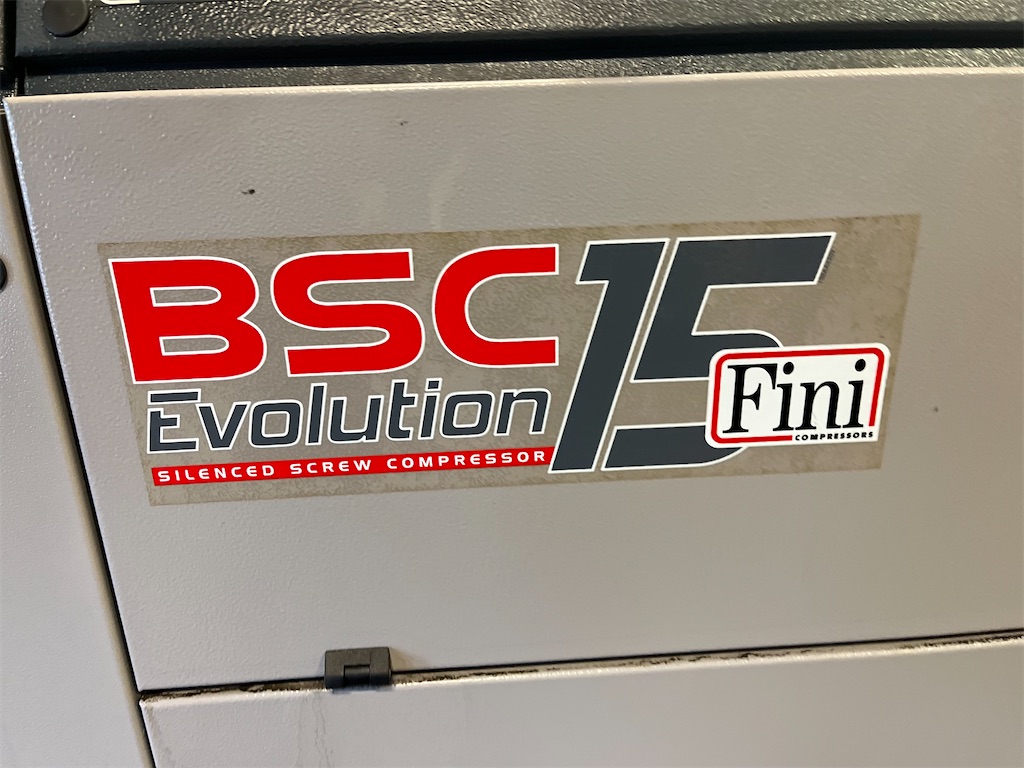 BSC 15
Evolution
SILENCED SCREW COMPRESSOR
Fini
COMPRESSORS